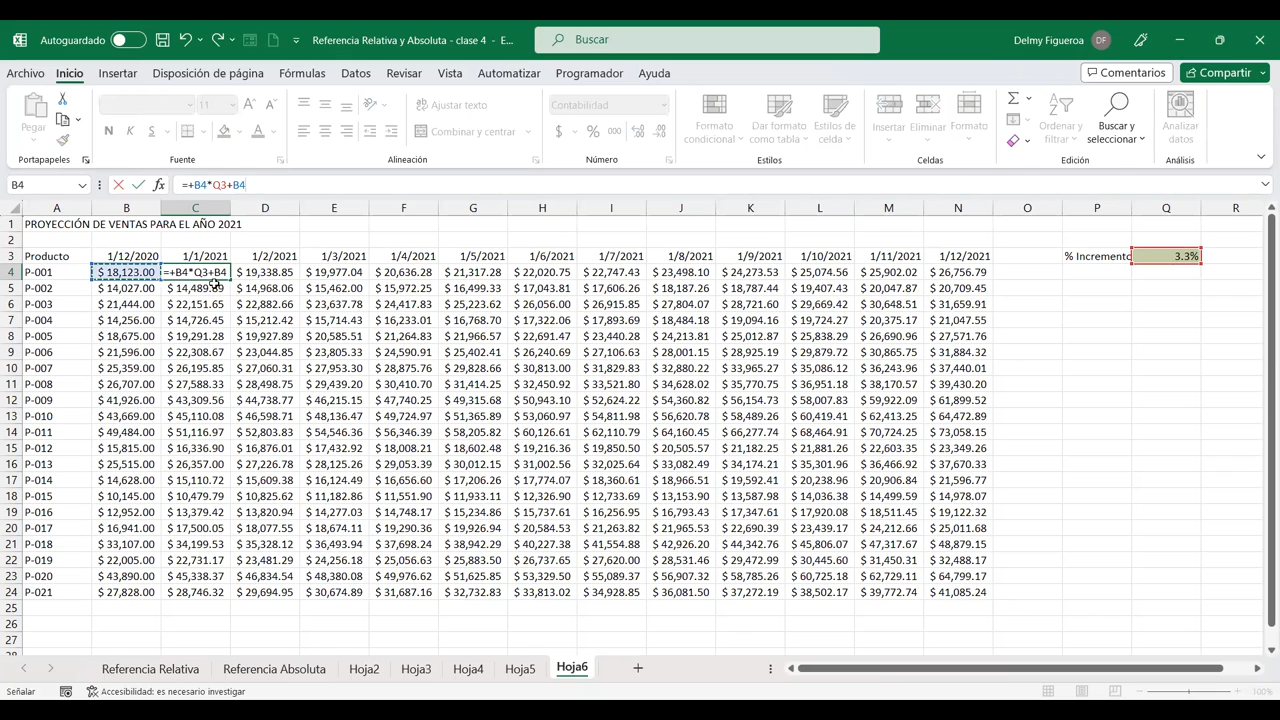 Autoguardado Referencia Relativa y Absoluta - clase 4 - E... Buscar Delmy Figueroa DF
Archivo Inicio Insertar Disposición de página Fórmulas Datos Revisar Vista Automatizar Programador Ayuda Comentarios Compartir
11 Ajustar texto Contabilidad
Pegar N K S Combinar y centrar $ % 000 Formato condicional Dar formato como tabla Estilos de celda Insertar Eliminar Formato Ordenar y filtrar Buscar y seleccionar Analizar datos
Portapapeles Fuente Alineación Número Estilos Celdas Edición Análisis
B4 fx =+B4*Q3+B4
A B C D E F G H I J K L M N O P Q R
1 PROYECCIÓN DE VENTAS PARA EL AÑO 2021
2
3 Producto 1/12/2020 1/1/2021 1/2/2021 1/3/2021 1/4/2021 1/5/2021 1/6/2021 1/7/2021 1/8/2021 1/9/2021 1/10/2021 1/11/2021 1/12/2021 % Incremento 3.3%
4 P-001 $ 18,123.00 =+B4*Q3+B4 $ 19,338.85 $ 19,977.04 $ 20,636.28 $ 21,317.28 $ 22,020.75 $ 22,747.43 $ 23,498.10 $ 24,273.53 $ 25,074.56 $ 25,902.02 $ 26,756.79
5 P-002 $ 14,027.00 $ 14,489.89 $ 14,968.06 $ 15,462.00 $ 15,972.25 $ 16,499.33 $ 17,043.81 $ 17,606.26 $ 18,187.26 $ 18,787.44 $ 19,407.43 $ 20,047.87 $ 20,709.45
6 P-003 $ 21,444.00 $ 22,151.65 $ 22,882.66 $ 23,637.78 $ 24,417.83 $ 25,223.62 $ 26,056.00 $ 26,915.85 $ 27,804.07 $ 28,721.60 $ 29,669.42 $ 30,648.51 $ 31,659.91
7 P-004 $ 14,256.00 $ 14,726.45 $ 15,212.42 $ 15,714.43 $ 16,233.01 $ 16,768.70 $ 17,322.06 $ 17,893.69 $ 18,484.18 $ 19,094.16 $ 19,724.27 $ 20,375.17 $ 21,047.55
8 P-005 $ 18,675.00 $ 19,291.28 $ 19,927.89 $ 20,585.51 $ 21,264.83 $ 21,966.57 $ 22,691.47 $ 23,440.28 $ 24,213.81 $ 25,012.87 $ 25,838.29 $ 26,690.96 $ 27,571.76
9 P-006 $ 21,596.00 $ 22,308.67 $ 23,044.85 $ 23,805.33 $ 24,590.91 $ 25,402.41 $ 26,240.69 $ 27,106.63 $ 28,001.15 $ 28,925.19 $ 29,879.72 $ 30,865.75 $ 31,884.32
10 P-007 $ 25,359.00 $ 26,195.85 $ 27,060.31 $ 27,953.30 $ 28,875.76 $ 29,828.66 $ 30,813.00 $ 31,829.83 $ 32,880.22 $ 33,965.27 $ 35,086.12 $ 36,243.96 $ 37,440.01
11 P-008 $ 26,707.00 $ 27,588.33 $ 28,498.75 $ 29,439.20 $ 30,410.70 $ 31,414.25 $ 32,450.92 $ 33,521.80 $ 34,628.02 $ 35,770.75 $ 36,951.18 $ 38,170.57 $ 39,430.20
12 P-009 $ 41,926.00 $ 43,309.56 $ 44,738.77 $ 46,215.15 $ 47,740.25 $ 49,315.68 $ 50,943.10 $ 52,624.22 $ 54,360.82 $ 56,154.73 $ 58,007.83 $ 59,922.09 $ 61,899.52
13 P-010 $ 43,669.00 $ 45,110.08 $ 46,598.71 $ 48,136.47 $ 49,724.97 $ 51,365.89 $ 53,060.97 $ 54,811.98 $ 56,620.78 $ 58,489.26 $ 60,419.41 $ 62,413.25 $ 64,472.89
14 P-011 $ 49,484.00 $ 51,116.97 $ 52,803.83 $ 54,546.36 $ 56,346.39 $ 58,205.82 $ 60,126.61 $ 62,110.79 $ 64,160.45 $ 66,277.74 $ 68,464.91 $ 70,724.25 $ 73,058.15
15 P-012 $ 15,815.00 $ 16,336.90 $ 16,876.01 $ 17,432.92 $ 18,008.21 $ 18,602.48 $ 19,216.36 $ 19,850.50 $ 20,505.57 $ 21,182.25 $ 21,881.26 $ 22,603.35 $ 23,349.26
16 P-013 $ 25,515.00 $ 26,357.00 $ 27,226.78 $ 28,125.26 $ 29,053.39 $ 30,012.15 $ 31,002.56 $ 32,025.64 $ 33,082.49 $ 34,174.21 $ 35,301.96 $ 36,466.92 $ 37,670.33
17 P-014 $ 14,628.00 $ 15,110.72 $ 15,609.38 $ 16,124.49 $ 16,656.60 $ 17,206.26 $ 17,774.07 $ 18,360.61 $ 18,966.51 $ 19,592.41 $ 20,238.96 $ 20,906.84 $ 21,596.77
18 P-015 $ 10,145.00 $ 10,479.79 $ 10,825.62 $ 11,182.86 $ 11,551.90 $ 11,933.11 $ 12,326.90 $ 12,733.69 $ 13,153.90 $ 13,587.98 $ 14,036.38 $ 14,499.59 $ 14,978.07
19 P-016 $ 12,952.00 $ 13,379.42 $ 13,820.94 $ 14,277.03 $ 14,748.17 $ 15,234.86 $ 15,737.61 $ 16,256.95 $ 16,793.43 $ 17,347.61 $ 17,920.08 $ 18,511.45 $ 19,122.32
20 P-017 $ 16,941.00 $ 17,500.05 $ 18,077.55 $ 18,674.11 $ 19,290.36 $ 19,926.94 $ 20,584.53 $ 21,263.82 $ 21,965.53 $ 22,690.39 $ 23,439.17 $ 24,212.66 $ 25,011.68
21 P-018 $ 33,107.00 $ 34,199.53 $ 35,328.12 $ 36,493.94 $ 37,698.24 $ 38,942.29 $ 40,227.38 $ 41,554.88 $ 42,926.20 $ 44,342.76 $ 45,806.07 $ 47,317.67 $ 48,879.15
22 P-019 $ 22,005.00 $ 22,731.17 $ 23,481.29 $ 24,256.18 $ 25,056.63 $ 25,883.50 $ 26,737.65 $ 27,620.00 $ 28,531.46 $ 29,472.99 $ 30,445.60 $ 31,450.31 $ 32,488.17
23 P-020 $ 43,890.00 $ 45,338.37 $ 46,834.54 $ 48,380.08 $ 49,976.62 $ 51,625.85 $ 53,329.50 $ 55,089.37 $ 56,907.32 $ 58,785.26 $ 60,725.18 $ 62,729.11 $ 64,799.17
24 P-021 $ 27,828.00 $ 28,746.32 $ 29,694.95 $ 30,674.89 $ 31,687.16 $ 32,732.83 $ 33,813.02 $ 34,928.85 $ 36,081.50 $ 37,272.19 $ 38,502.17 $ 39,772.74 $ 41,085.24
25
26
27
28
Referencia Relativa Referencia Absoluta Hoja2 Hoja3 Hoja4 Hoja5 Hoja6
Señalar Accesibilidad: es necesario investigar 100%